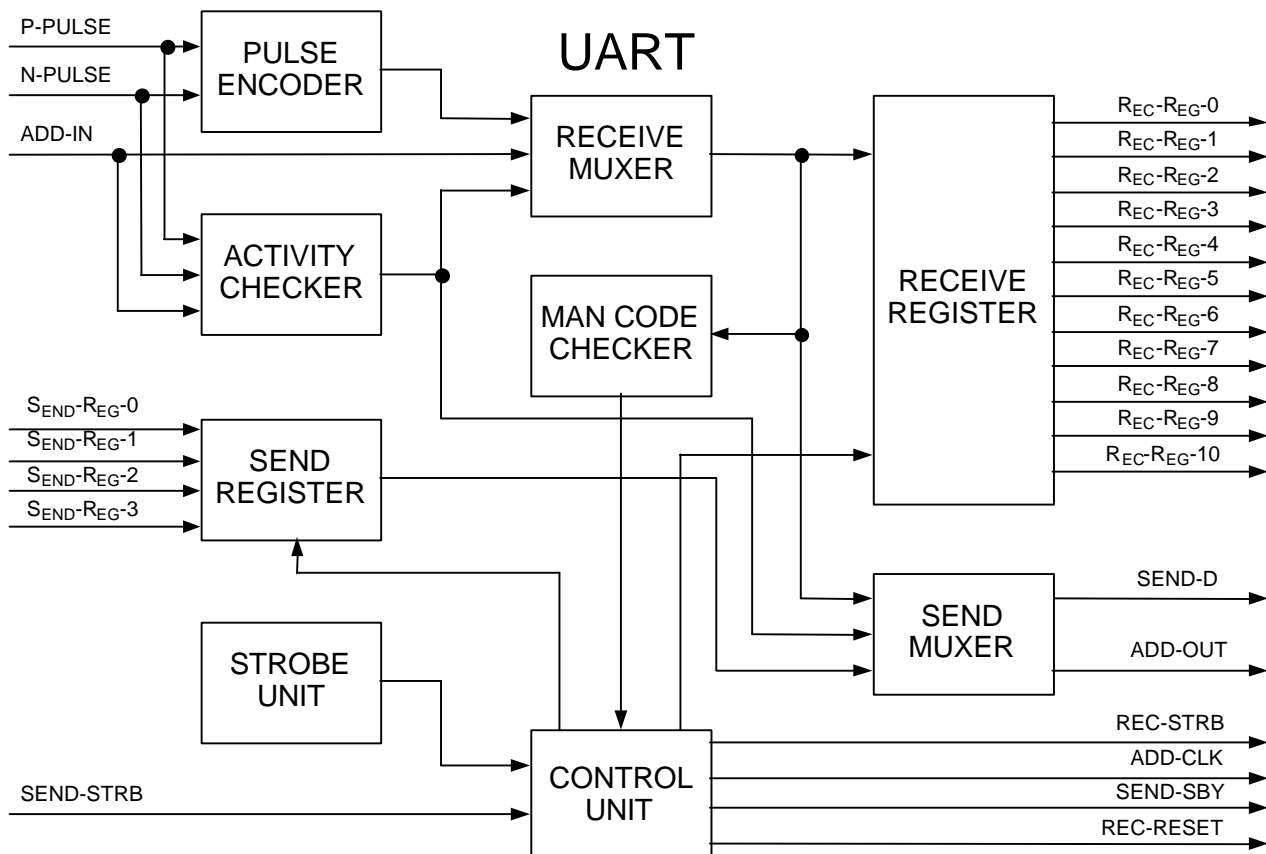 UART
P-PULSE
N-PULSE
ADD-IN
PULSE
ENCODER
ACTIVITY
CHECKER
RECEIVE
MUXER
MAN CODE
CHECKER
RECEIVE
REGISTER
REC-REG-0
REC-REG-1
REC-REG-2
REC-REG-3
REC-REG-4
REC-REG-5
REC-REG-6
REC-REG-7
REC-REG-8
REC-REG-9
REC-REG-10
SEND-REG-0
SEND-REG-1
SEND-REG-2
SEND-REG-3
SEND
REGISTER
STROBE
UNIT
SEND-STRB
CONTROL
UNIT
SEND
MUXER
SEND-D
ADD-OUT
REC-STRB
ADD-CLK
SEND-SBY
REC-RESET